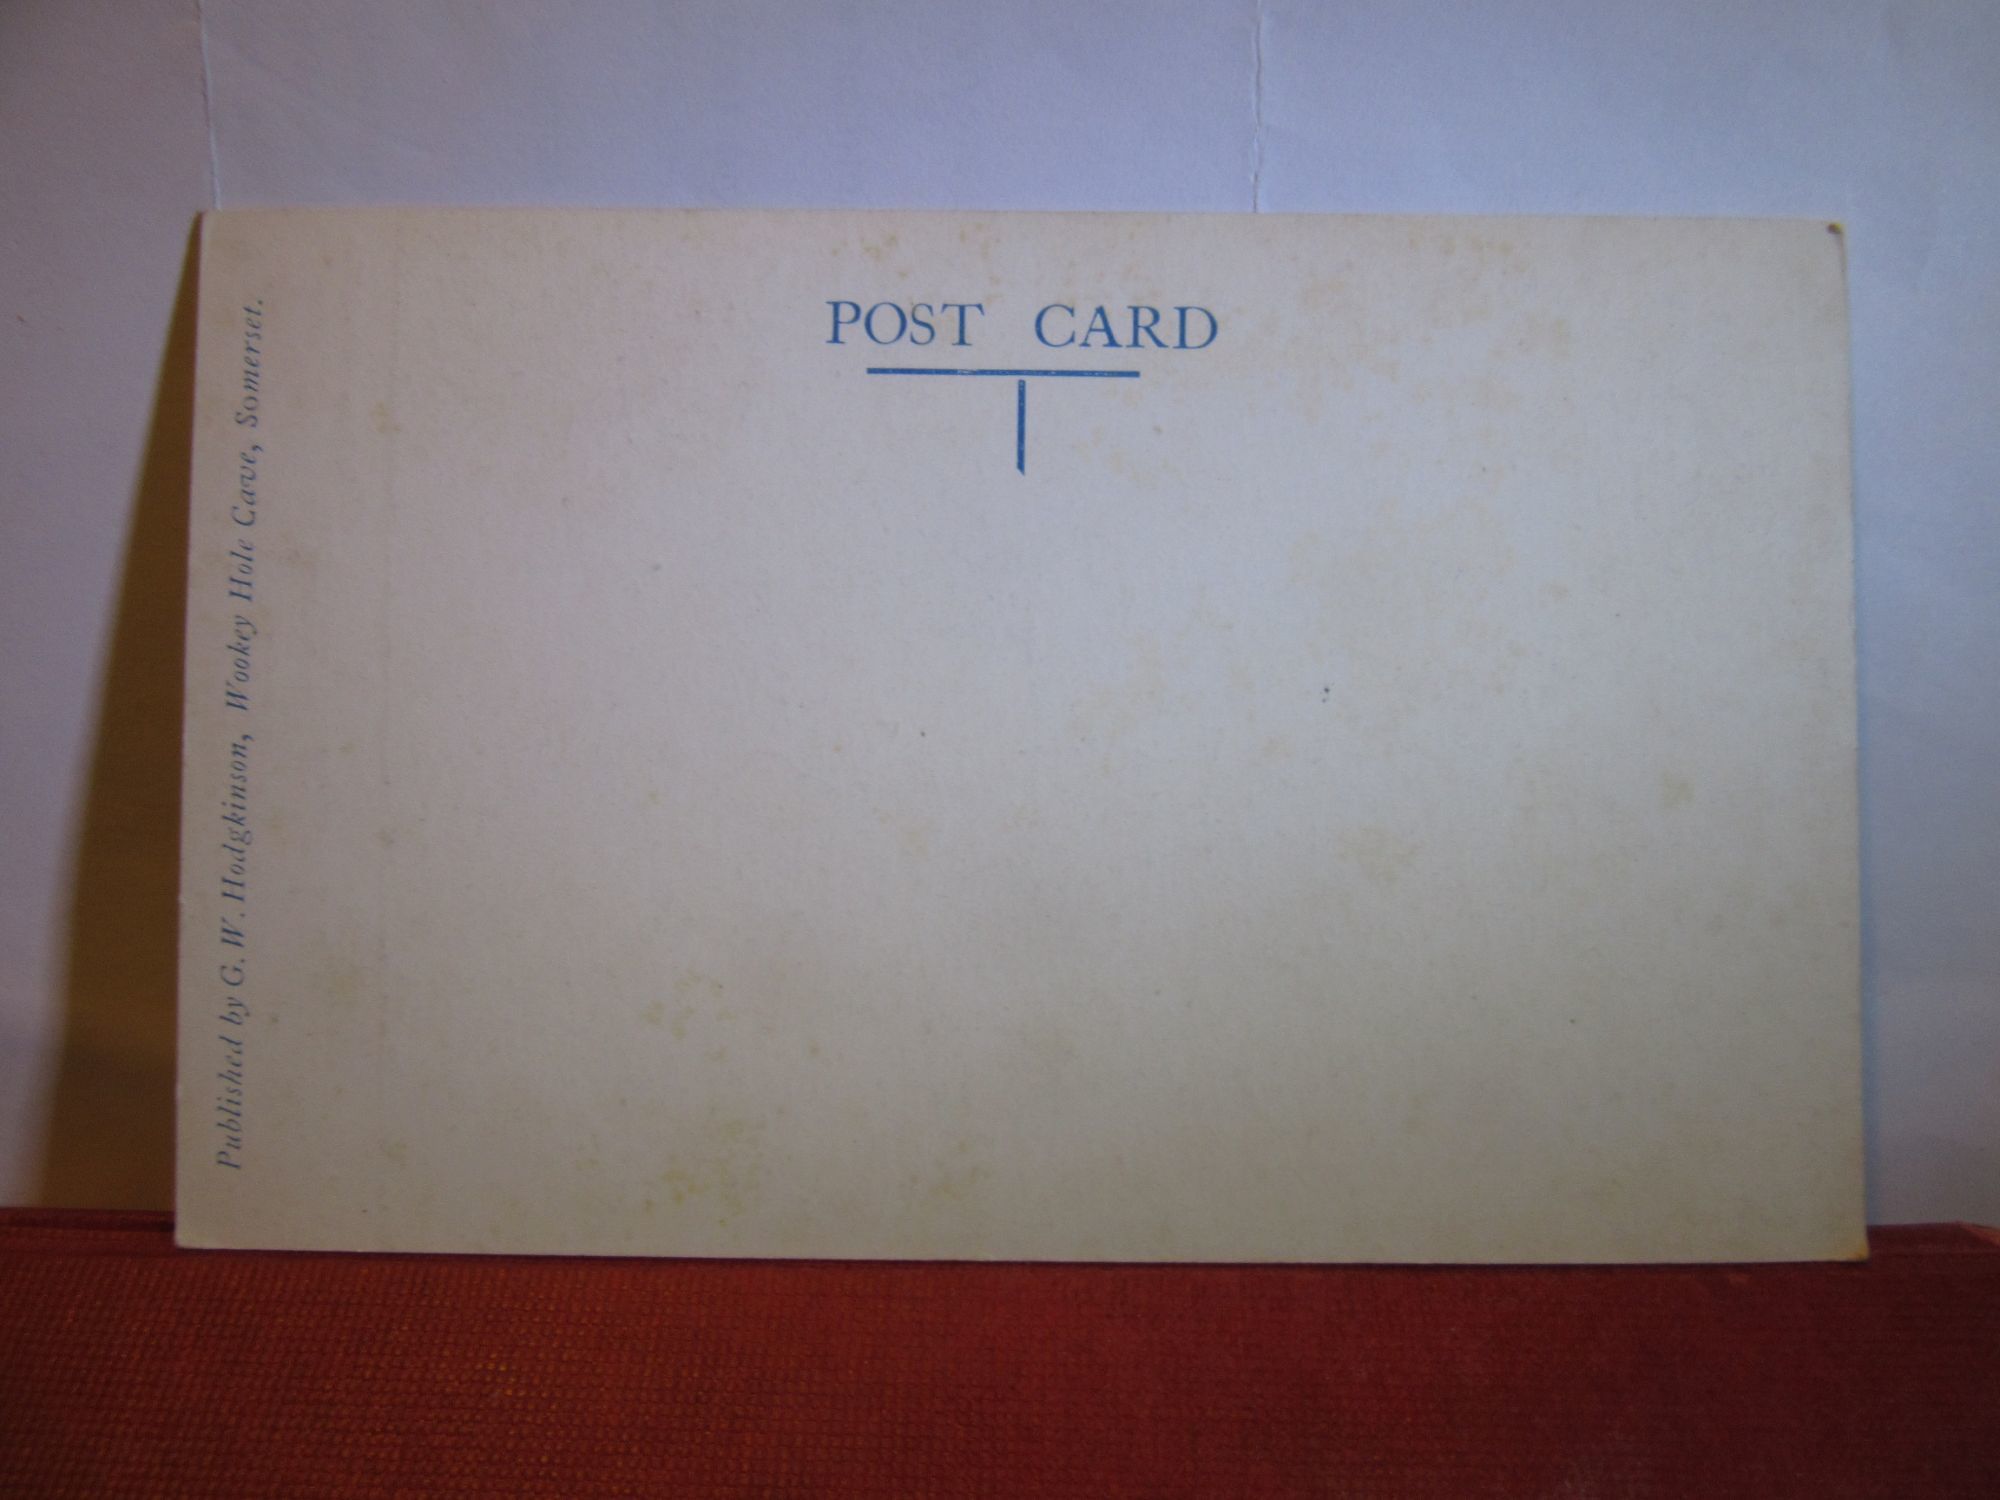 POST CARD
Published by G. W. Hodgkinson, Wookey Hole Cave, Somerset.